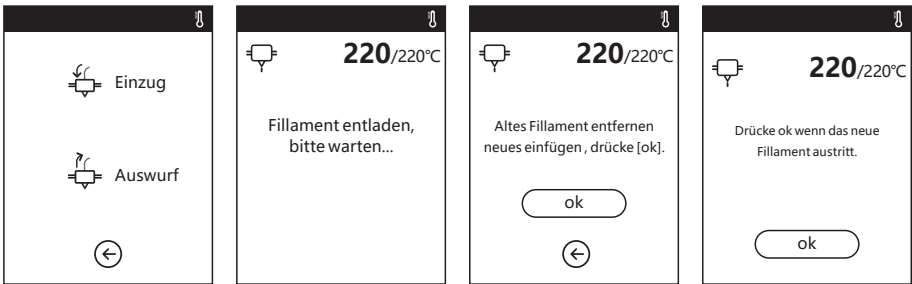 Einzug
Auswurf
220/220℃
Fillament entladen,
bitte warten...
220/220℃
Altes Fillament entfernen
neues einfügen , drücke [ok].
ok
220/220℃
Drücke ok wenn das neue
Fillament austritt.
ok